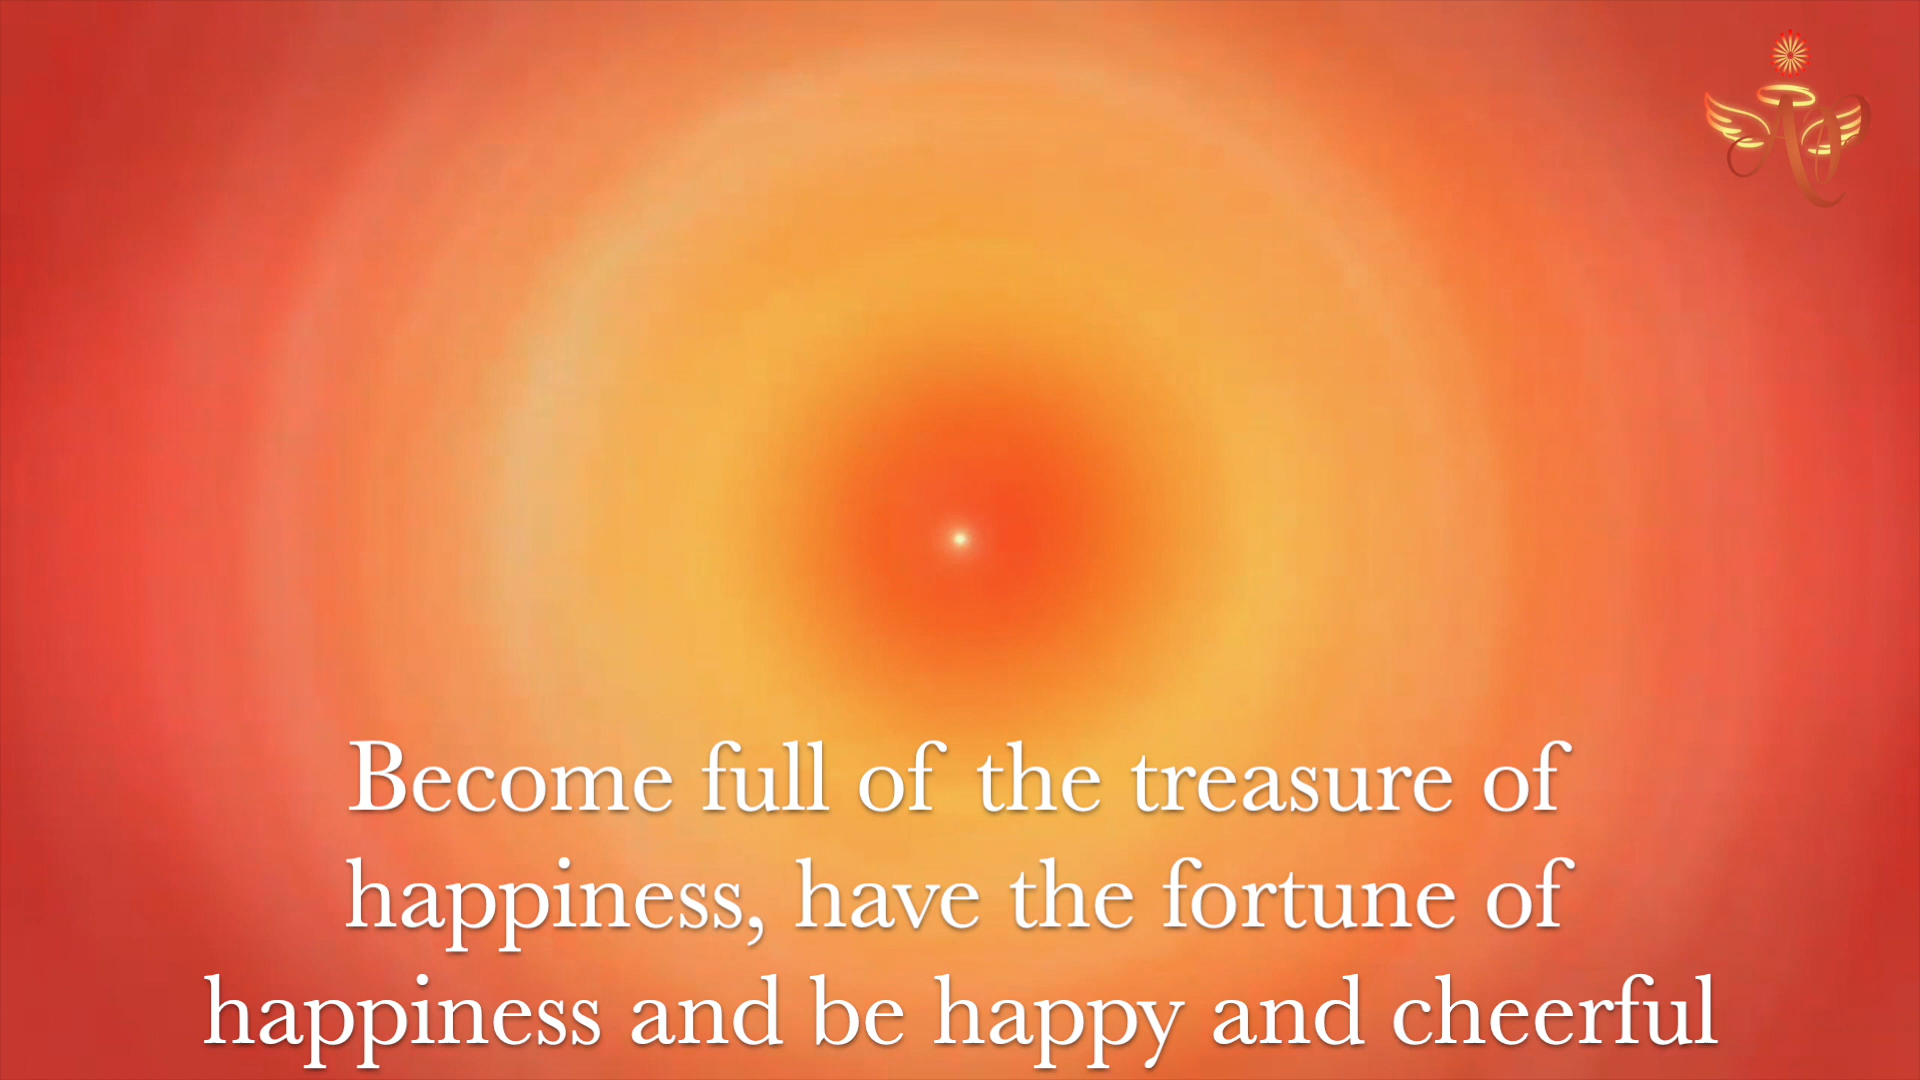 Become full of the treasure of
happiness, have the fortune of
happiness and be happy and cheerful